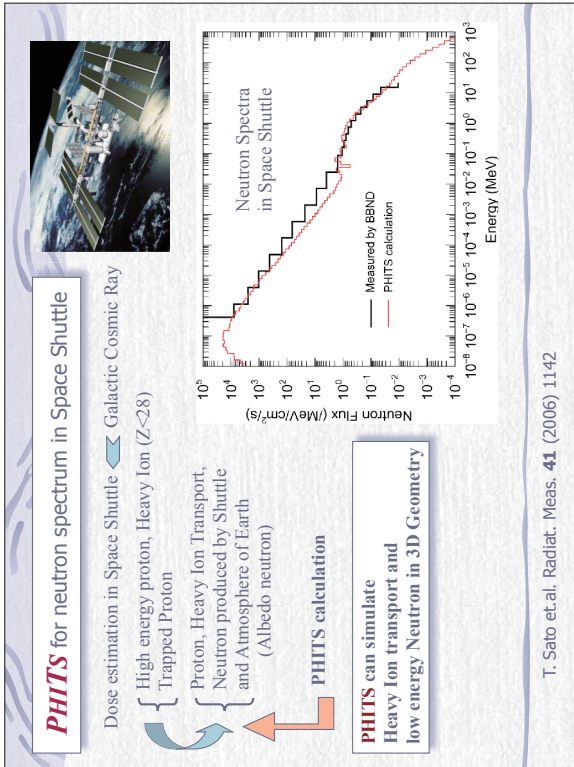 PHITS for neutron spectrum in Space Shuttle
Dose estimation in Space Shuttle Galactic Cosmic Ray
High energy proton, Heavy Ion (Z<28)
Trapped Proton
Proton, Heavy Ion Transport,
Neutron produced by Shuttle
and Atmosphere of Earth
(Albedo neutron)
PHITS calculation
PHITS can simulate
Heavy Ion transport and
low energy Neutron in 3D Geometry
Neutron Spectra
in Space Shuttle
Measured by BBND
PHITS calculation
Neutron Flux (/MeV/cm²/s)
10⁵
10⁴
10³
10²
10¹
10⁰
10⁻¹
10⁻²
10⁻³
10⁻⁴
10⁻⁸ 10⁻⁷ 10⁻⁶ 10⁻⁵ 10⁻⁴ 10⁻³ 10⁻² 10⁻¹ 10⁰ 10¹ 10² 10³
Energy (MeV)
T. Sato et.al. Radiat. Meas. 41 (2006) 1142